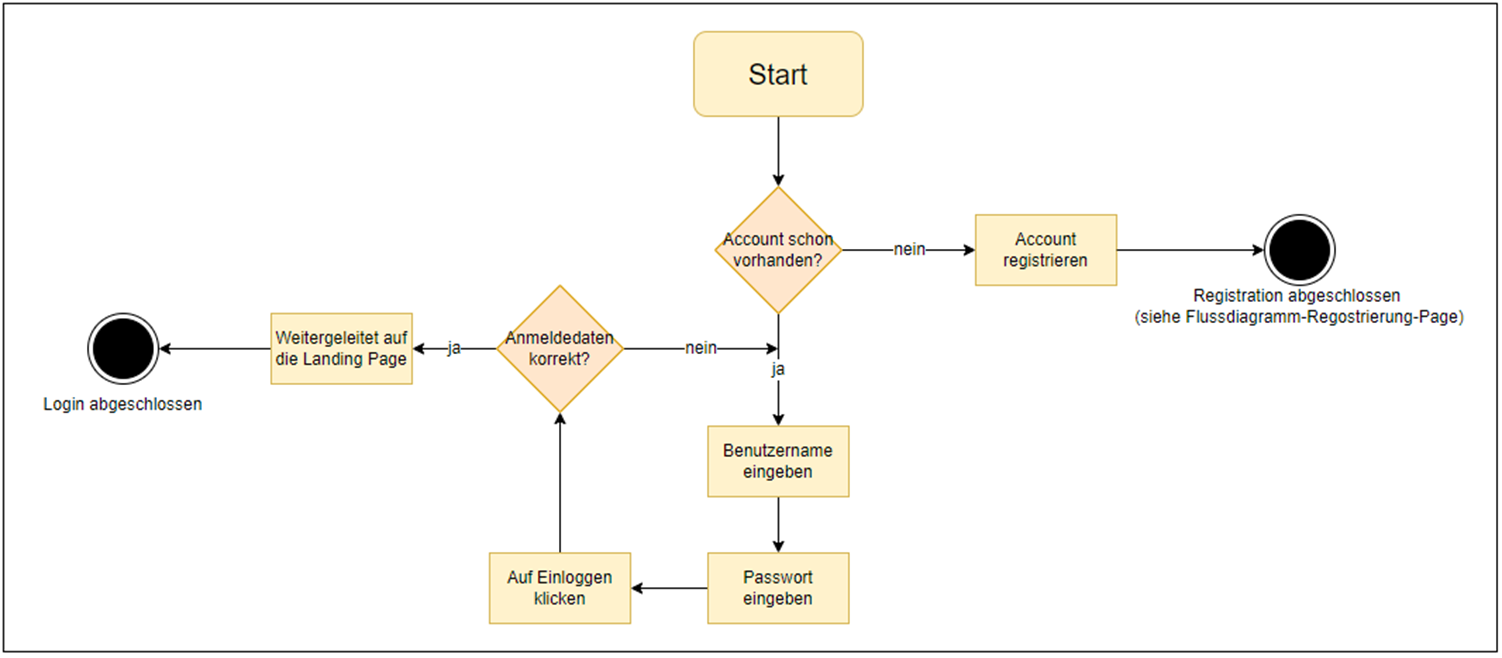 Start
Account schon
vorhanden?
nein
Account
registrieren
Registration abgeschlossen
(siehe Flussdiagramm-Regostrierung-Page)
Weitergeleitet auf
die Landing Page
ja
Anmeldedaten
korrekt?
nein
ja
Login abgeschlossen
Benutzername
eingeben
Auf Einloggen
klicken
Passwort
eingeben